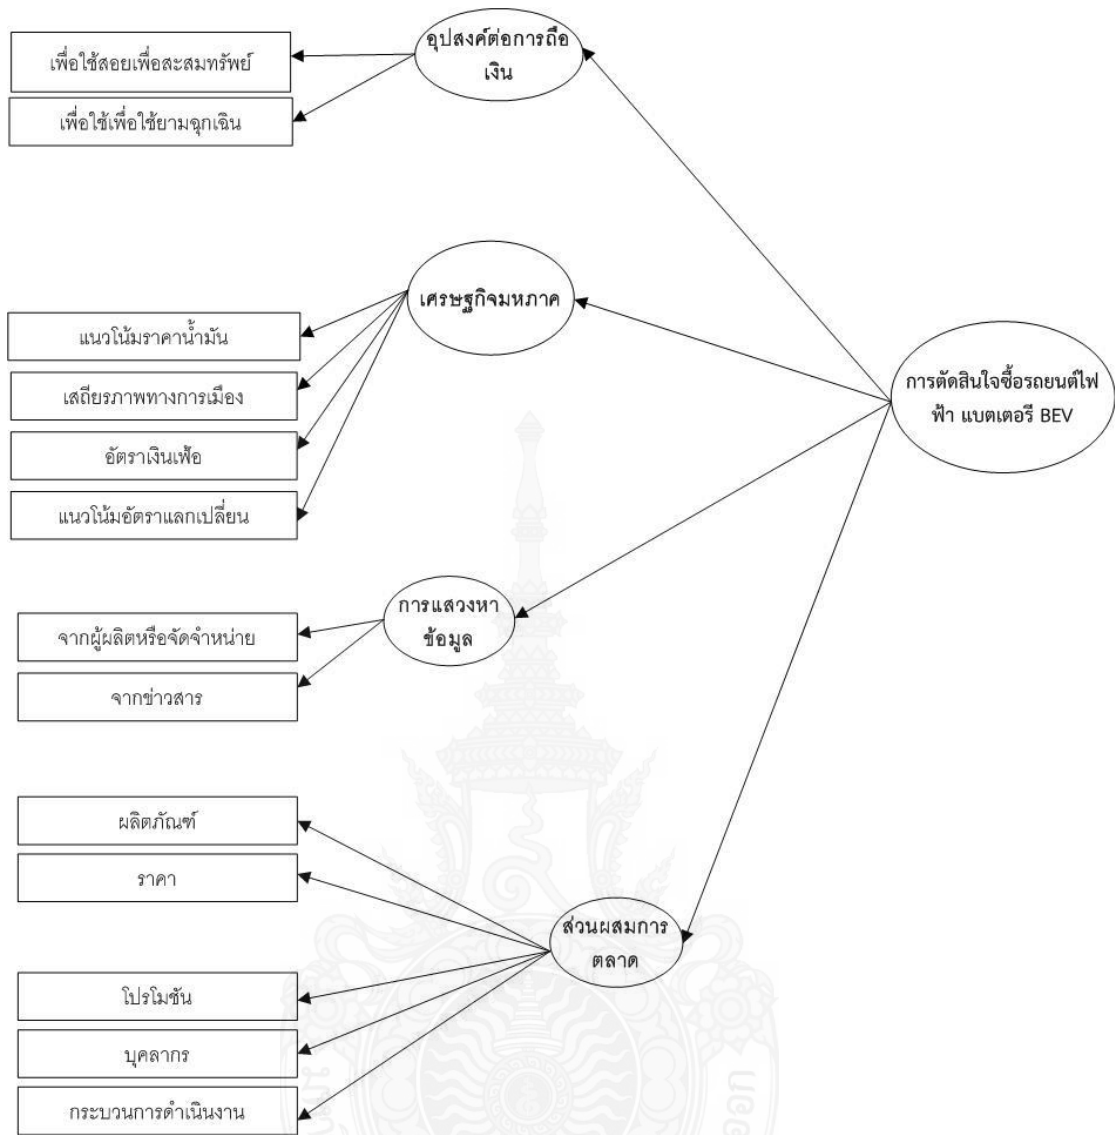 อุปสงค์ต่อการถือ
เงิน
เพื่อใช้สอยเพื่อสะสมทรัพย์
เพื่อใช้เพื่อใช้ยามฉุกเฉิน
เศรษฐกิจมหภาค
แนวโน้มราคาน้ำมัน
เสถียรภาพทางการเมือง
อัตราเงินเฟ้อ
แนวโน้มอัตราแลกเปลี่ยน
การตัดสินใจซื้อรถยนต์ไฟ
ฟ้า แบตเตอรี BEV
การแสวงหา
ข้อมูล
จากผู้ผลิตหรือจัดจำหน่าย
จากข่าวสาร
ผลิตภัณฑ์
ราคา
ส่วนผสมการ
ตลาด
โปรโมชัน
บุคลากร
กระบวนการดำเนินงาน